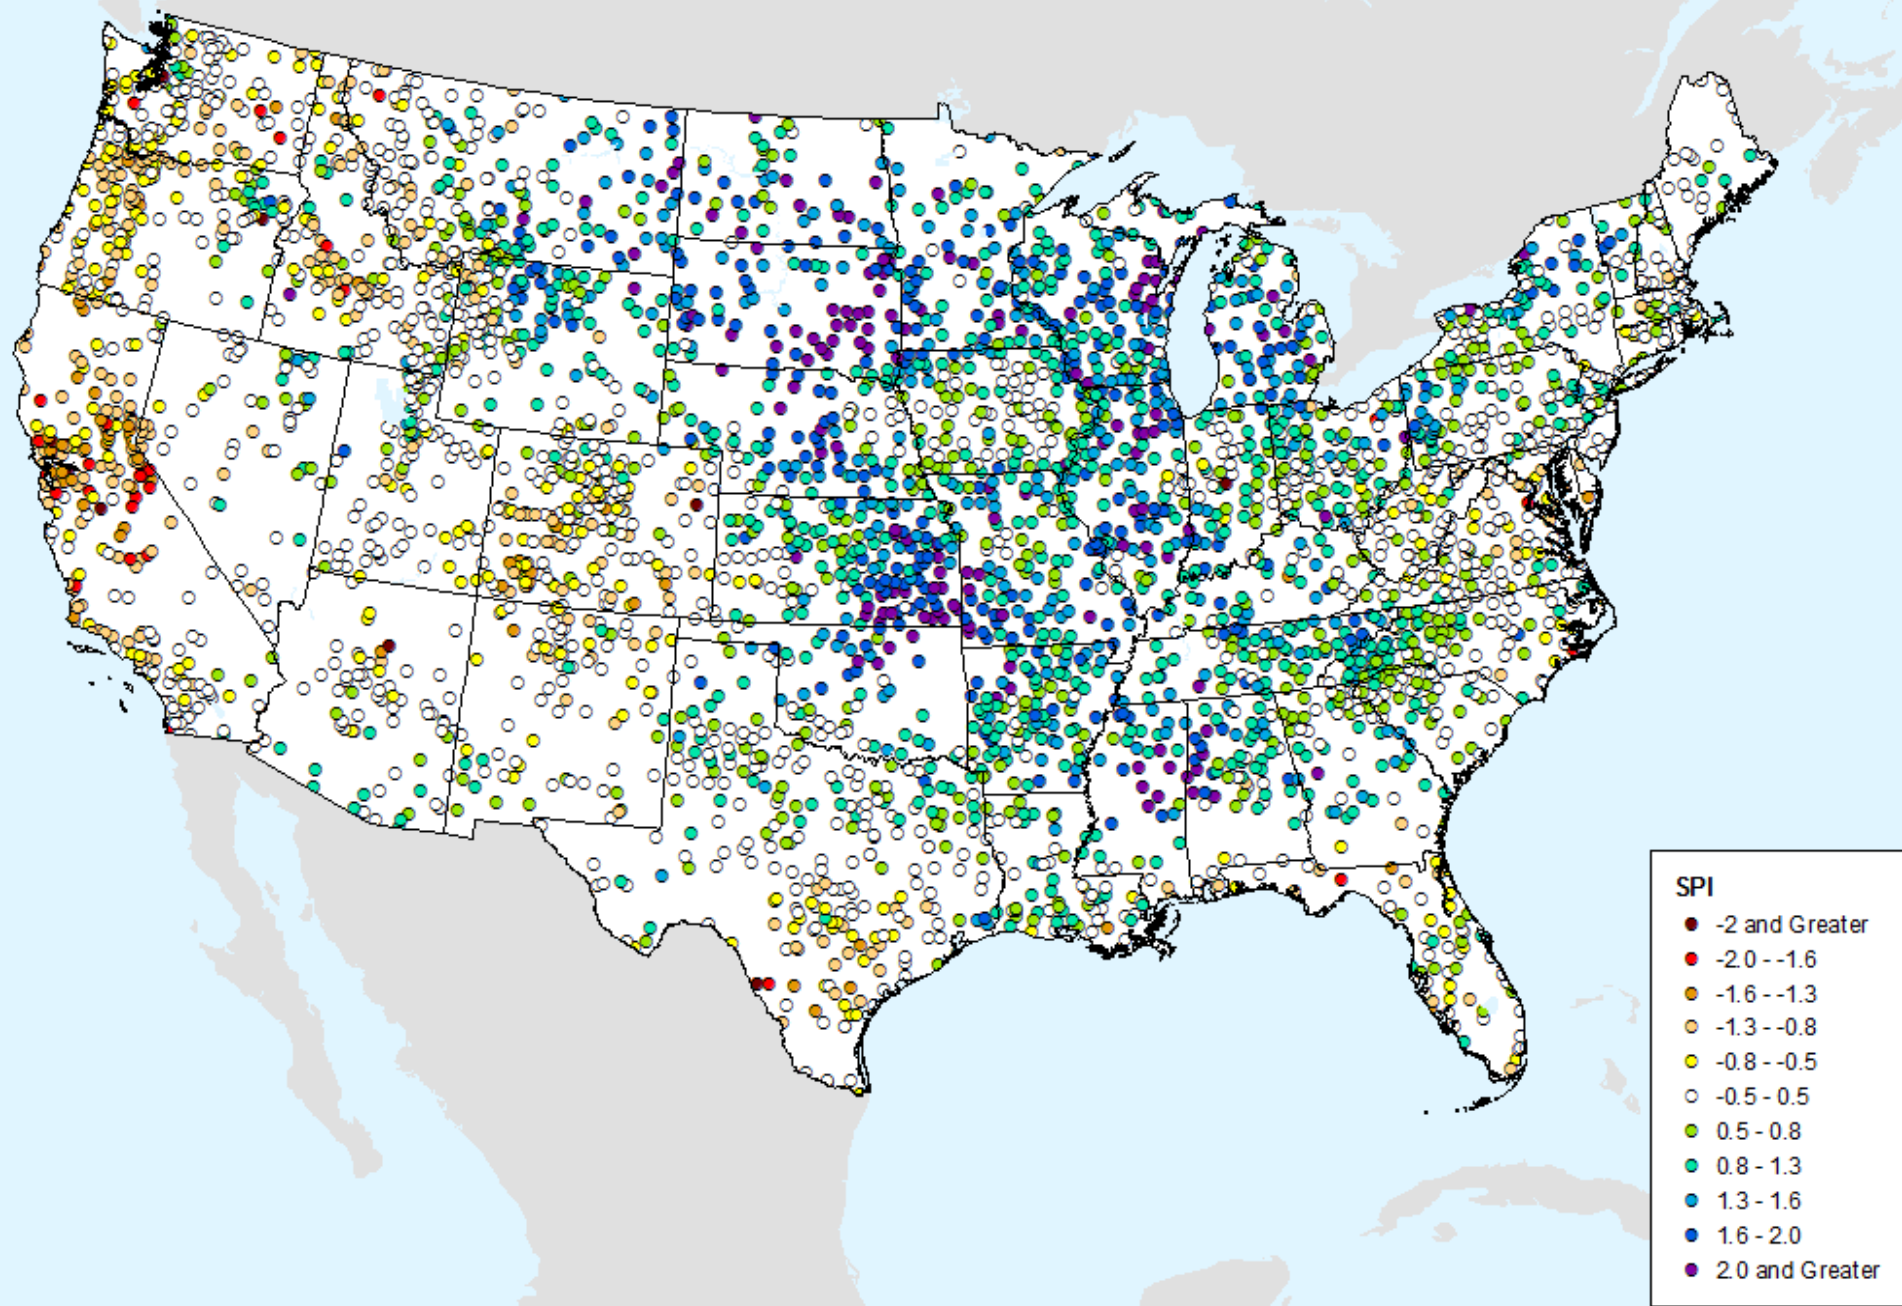 SPI
-2 and Greater
-2.0 - -1.6
-1.6 - -1.3
-1.3 - -0.8
-0.8 - -0.5
-0.5 - 0.5
0.5 - 0.8
0.8 - 1.3
1.3 - 1.6
1.6 - 2.0
2.0 and Greater